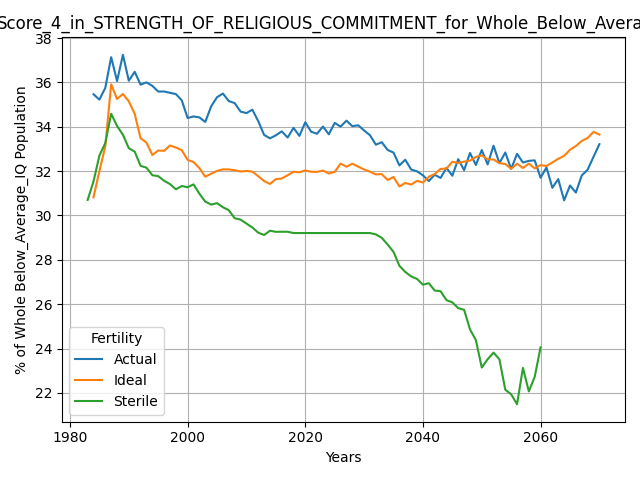 Score_4_in_STRENGTH_OF_RELIGIOUS_COMMITMENT_for_Whole_Below_Avera
% of Whole Below_Average_IQ Population
38
36
34
32
30
28
26
24
22
Fertility
Actual
Ideal
Sterile
1980
2000
2020
2040
2060
Years